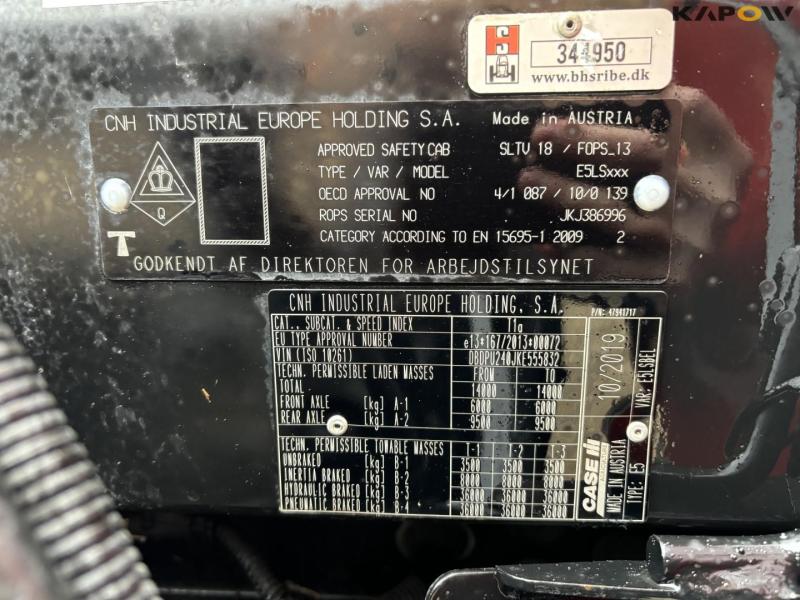 KAPOW
344950
www.bhsribe.dk
CNH INDUSTRIAL EUROPE HOLDING S.A. Made in AUSTRIA
APPROVED SAFETY CAB SLTV 18 / FOPS_13
TYPE / VAR / MODEL E5LSxxx
OECD APPROVAL NO 4/1 087 / 10/0 139
ROPS SERIAL NO JKJ386996
CATEGORY ACCORDING TO EN 15695-1 2009 2
Q
GODKENDT AF DIREKTOREN FOR ARBEJDSTILSYNET
CNH INDUSTRIAL EUROPE HOLDING, S.A. P/N: 47941717
CAT., SUBCAT. & SPEED INDEX T1a
EU TYPE APPROVAL NUMBER e13*167/2013*00072
VIN (ISO 10261) DBDPU240JKE555832
TECHN. PERMISSIBLE LADEN MASSES FROM TO
TOTAL 14000 14000
FRONT AXLE [kg] A-1 6000 6000
REAR AXLE [kg] A-2 9500 9500
TECHN. PERMISSIBLE TOWABLE MASSES T-1 T-2 T-3
UNBRAKED [kg] B-1 3500 3500 3500
INERTIA BRAKED [kg] B-2 8000 8000 8000
HYDRAULIC BRAKED [kg] B-3 36000 36000 36000
PNEUMATIC BRAKED [kg] B-4 36000 36000 36000
10/2019
VAR: E5LSBEL
CASE IH
MADE IN AUSTRIA
TYPE: E5